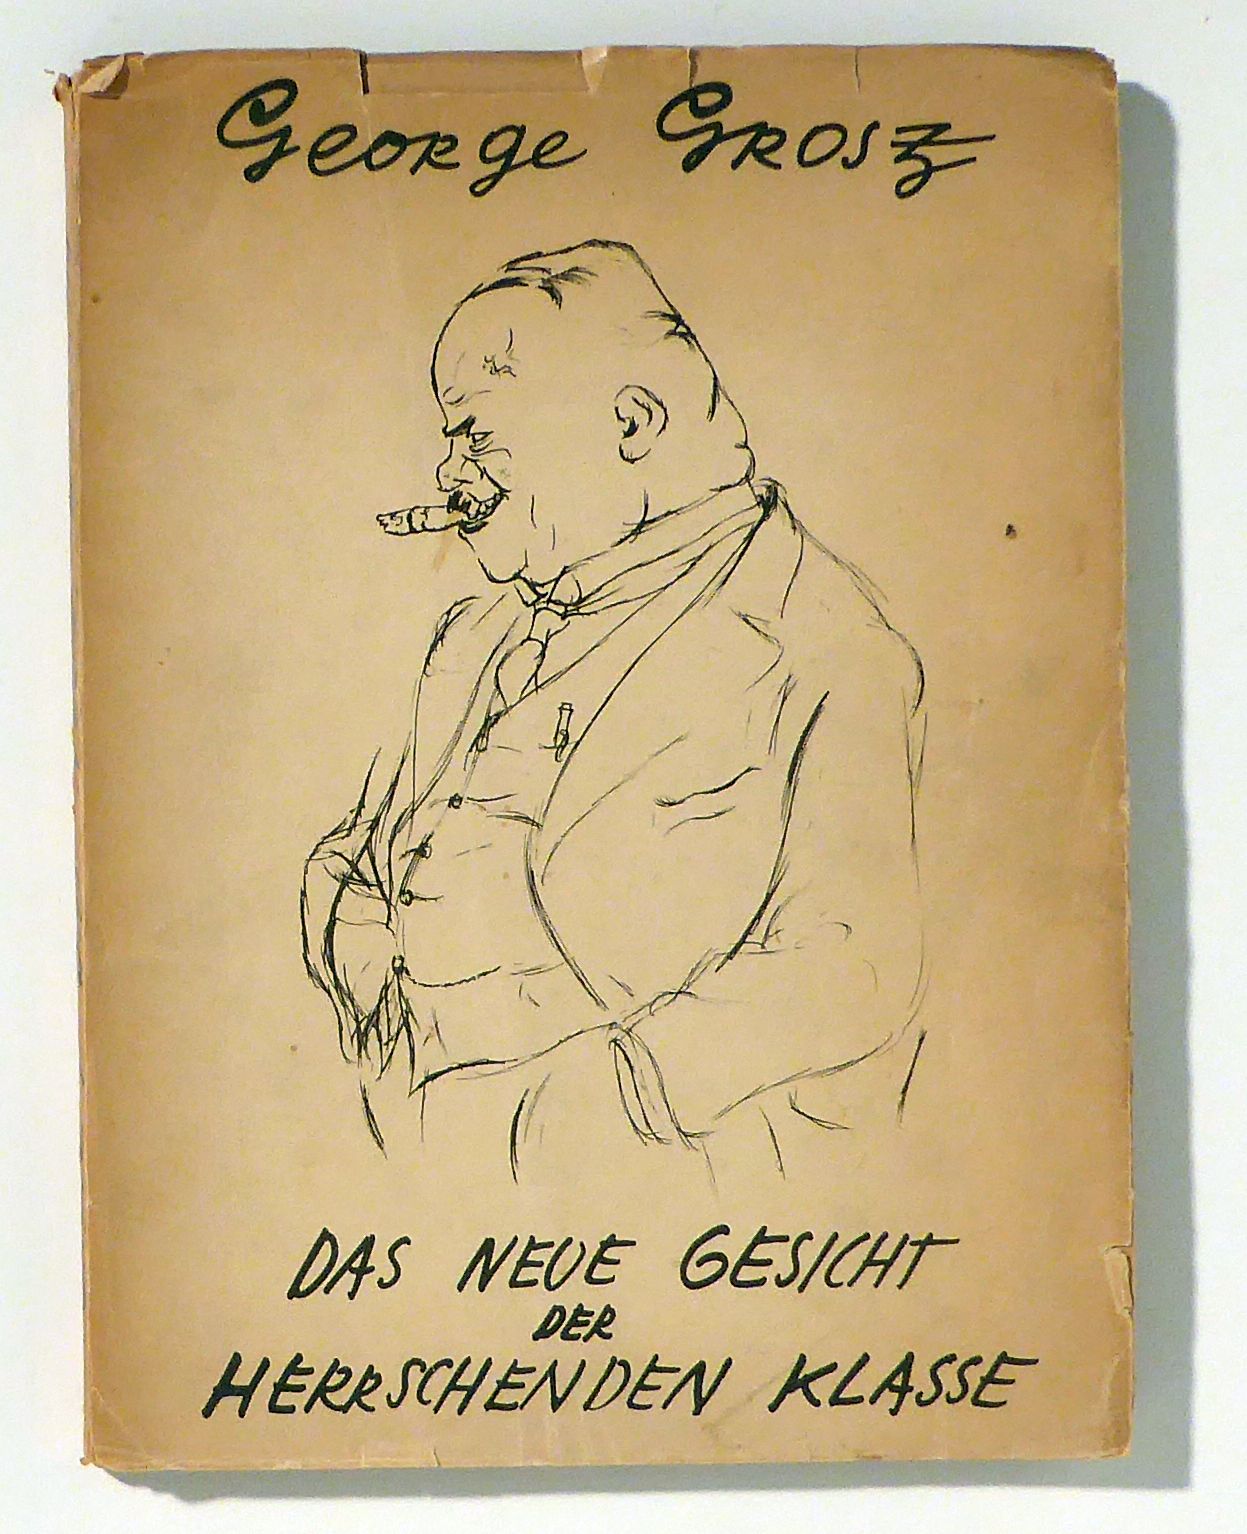 George Grosz
DAS NEUE GESICHT
DER
HERRSCHENDEN KLASSE